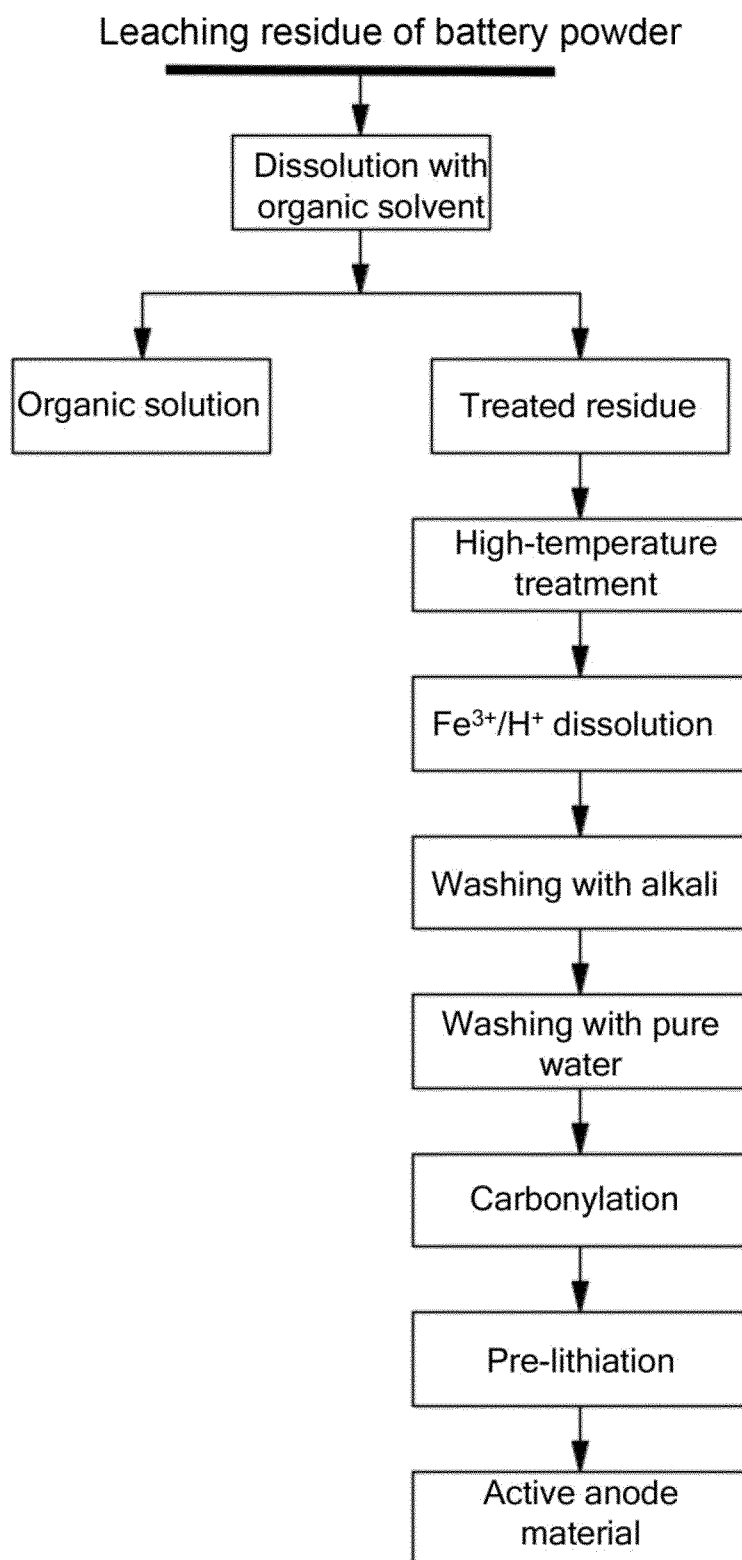 Leaching residue of battery powder
Dissolution with
organic solvent
Organic solution
Treated residue
High-temperature
treatment
Fe³⁺/H⁺ dissolution
Washing with alkali
Washing with pure
water
Carbonylation
Pre-lithiation
Active anode
material